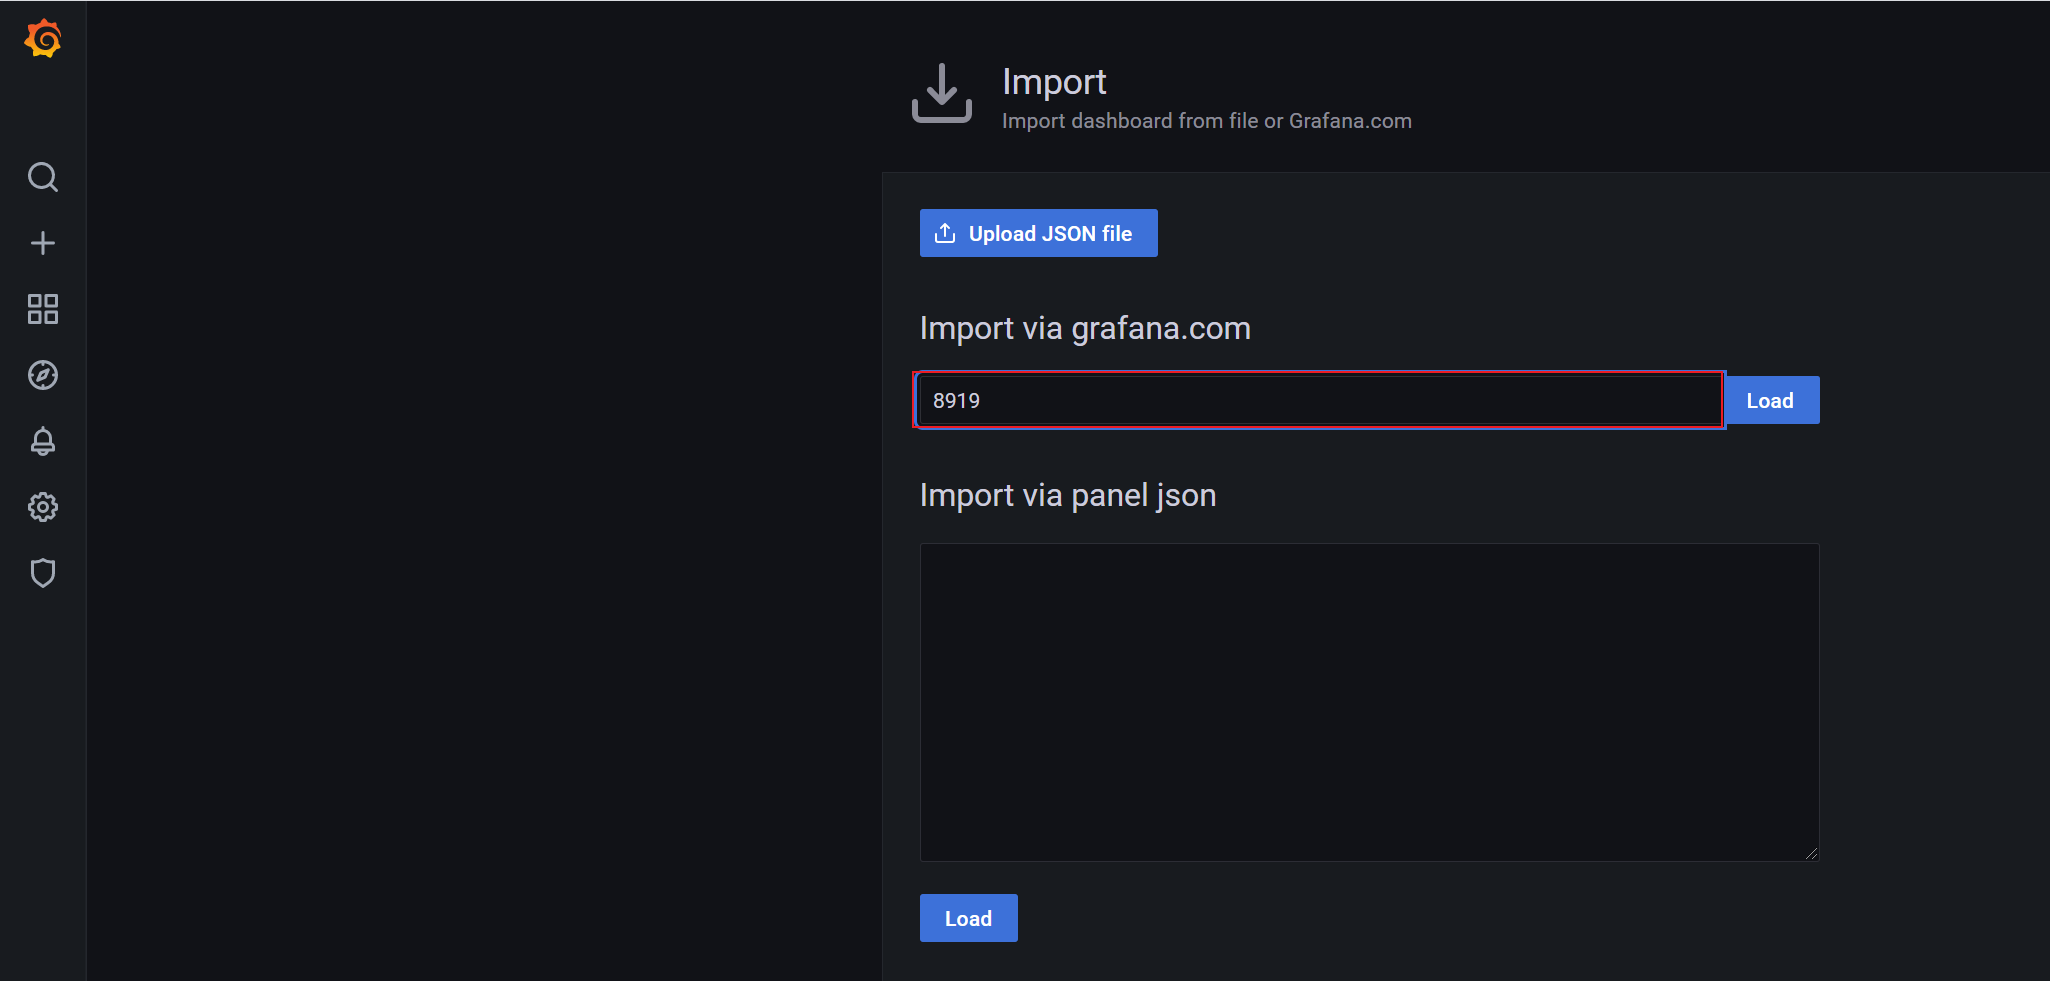 Import
Import dashboard from file or Grafana.com
Upload JSON file
Import via grafana.com
8919
Load
Import via panel json
Load